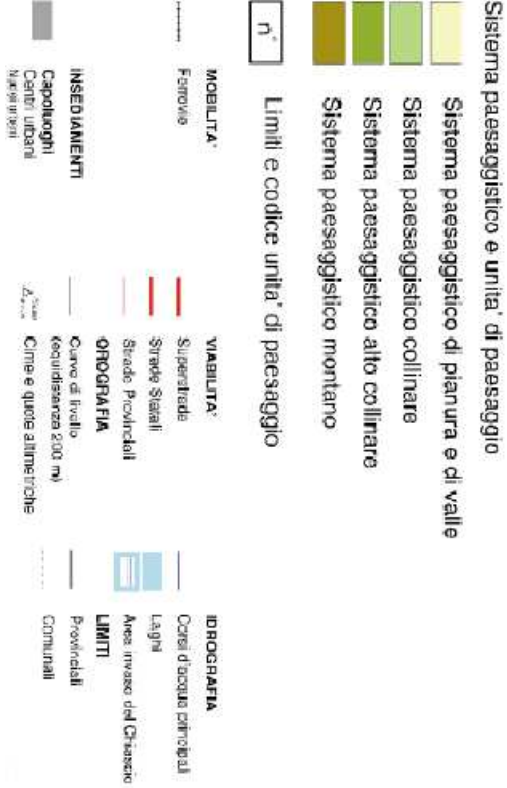 Sistema paesaggistico e unita' di paesaggio
Sistema paesaggistico di pianura e di valle
Sistema paesaggistico collinare
Sistema paesaggistico alto collinare
Sistema paesaggistico montano
n°
Limiti e codice unita' di paesaggio
MOBILITA'
Ferrovie
INSEDIAMENTI
Capoluoghi
Centri urbani
Nuclei urbani
VIABILITA'
Superstrade
Strade Statali
Strade Provinciali
OROGRAFIA
Curve di livello
(equidistanza 200 m)
Cime e quote altimetriche
IDROGRAFIA
Corsi d'acqua principali
Laghi
Area invaso del Chiascio
LIMITI
Provinciali
Comunali